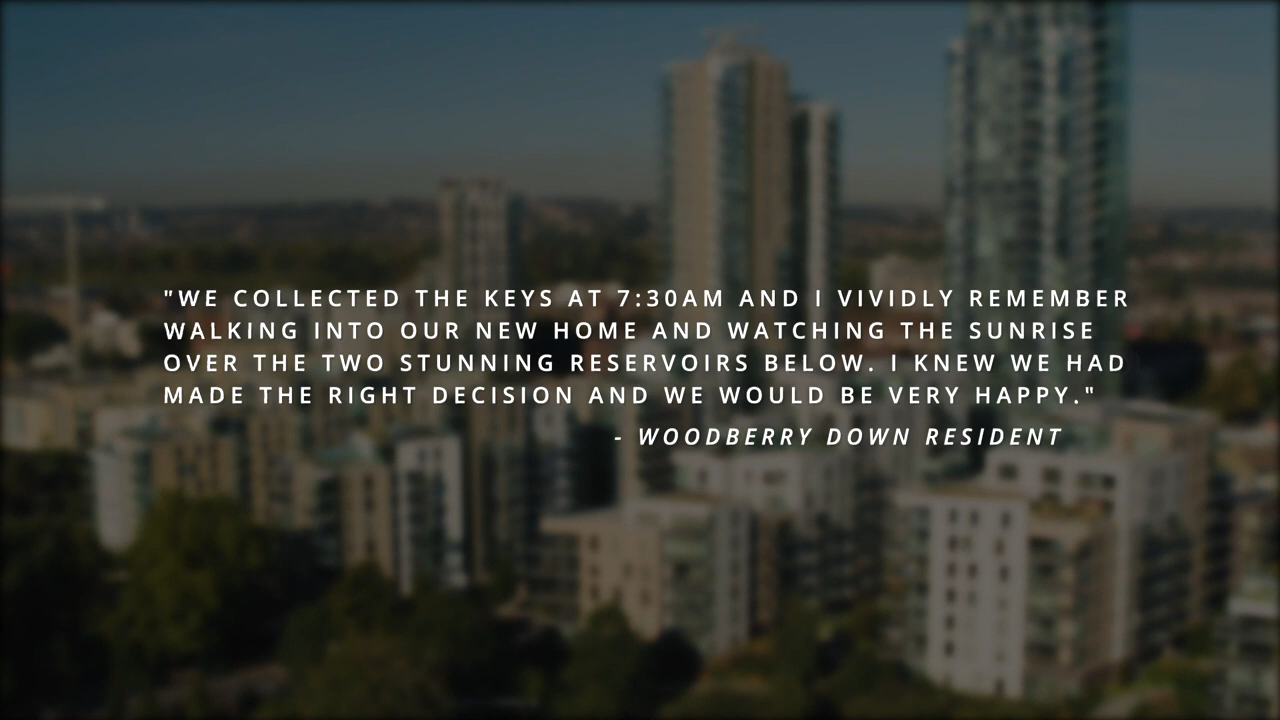 "WE COLLECTED THE KEYS AT 7:30AM AND I VIVIDLY REMEMBER
WALKING INTO OUR NEW HOME AND WATCHING THE SUNRISE
OVER THE TWO STUNNING RESERVOIRS BELOW. I KNEW WE HAD
MADE THE RIGHT DECISION AND WE WOULD BE VERY HAPPY."
- WOODBERRY DOWN RESIDENT